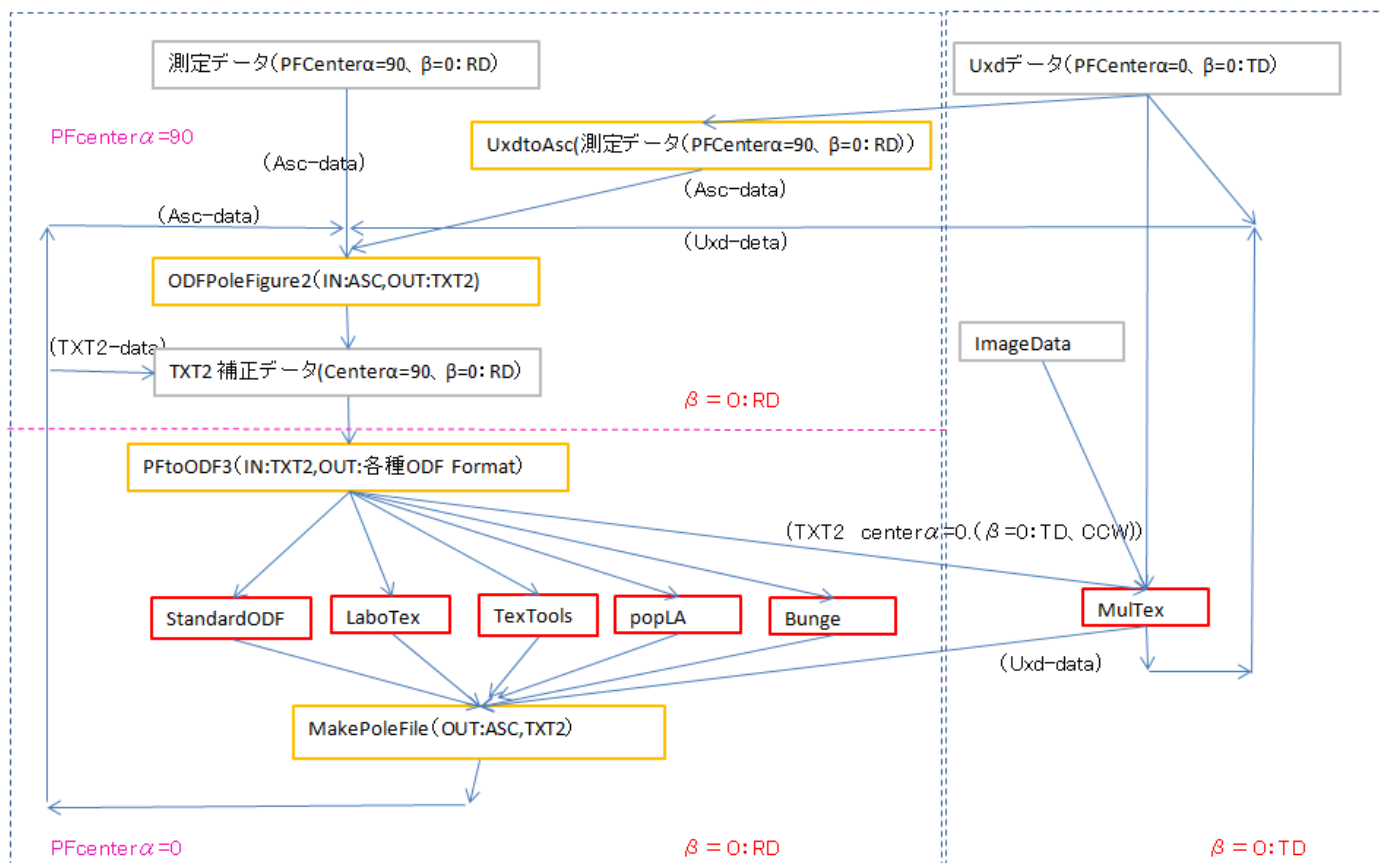 測定データ(PFCenterα=90、β=0:RD)
Uxdデータ(PFCenterα=0、β=0:TD)
PFcenterα=90
UxdtoAsc(測定データ(PFCenterα=90、β=0:RD))
(Asc-data)
(Asc-data)
(Asc-data)
(Uxd-deta)
ODFPoleFigure2(IN:ASC,OUT:TXT2)
(TXT2-data)
ImageData
TXT2 補正データ(Centerα=90、β=0:RD)
β=0:RD
PFtoODF3(IN:TXT2,OUT:各種ODF Format)
(TXT2 centerα=0.(β=0:TD、CCW))
StandardODF
LaboTex
TexTools
popLA
Bunge
MulTex
(Uxd-data)
MakePoleFile(OUT:ASC,TXT2)
PFcenterα=0
β=0:RD
β=0:TD